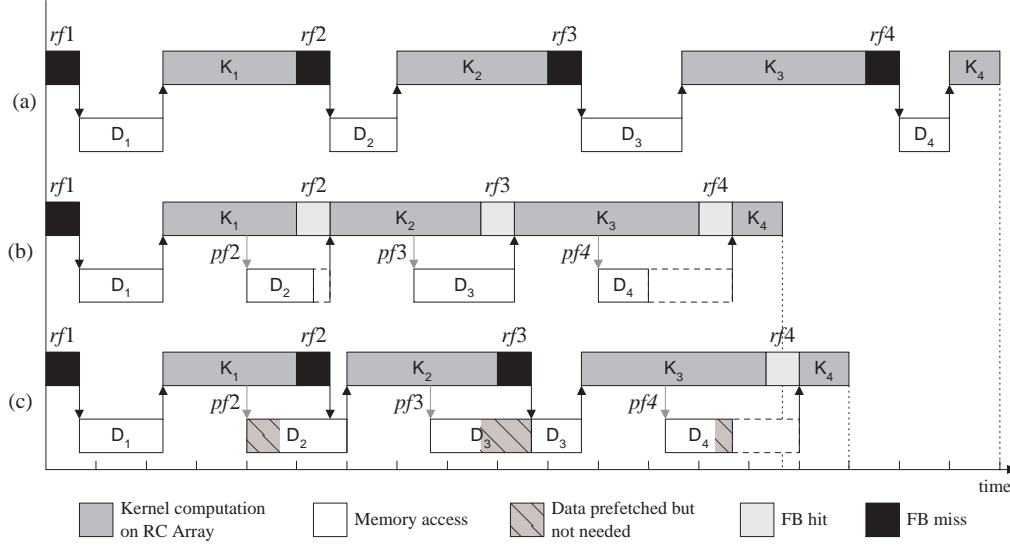 rf1 rf2 rf3 rf4
K1 K2 K3 K4
(a)
D1 D2 D3 D4
rf1 rf2 rf3 rf4
K1 K2 K3 K4
(b)
pf2 pf3 pf4
D1 D2 D3 D4
rf1 rf2 rf3 rf4
K1 K2 K3 K4
(c)
pf2 pf3 pf4
D1 D2 D3 D3 D4
time
Kernel computation
on RC Array
Memory access
Data prefetched but
not needed
FB hit
FB miss